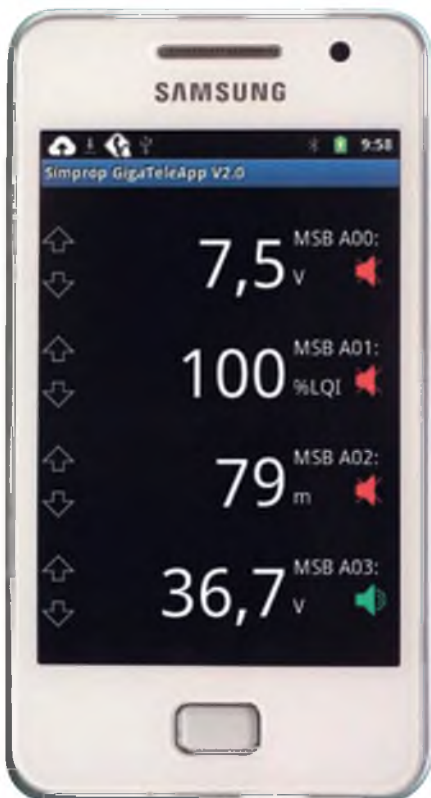 SAMSUNG
9:58
Simprop GigaTeleApp V2.0
MSB A00:
7,5 V
MSB A01:
100 %LQI
MSB A02:
79 m
MSB A03:
36,7 V